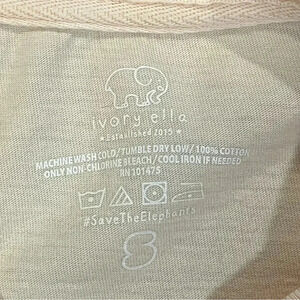 ivory ella
★ Established 2015 ★
MACHINE WASH COLD / TUMBLE DRY LOW / 100% COTTON
ONLY NON-CHLORINE BLEACH / COOL IRON IF NEEDED
RN 101475
#SaveTheElephants
S